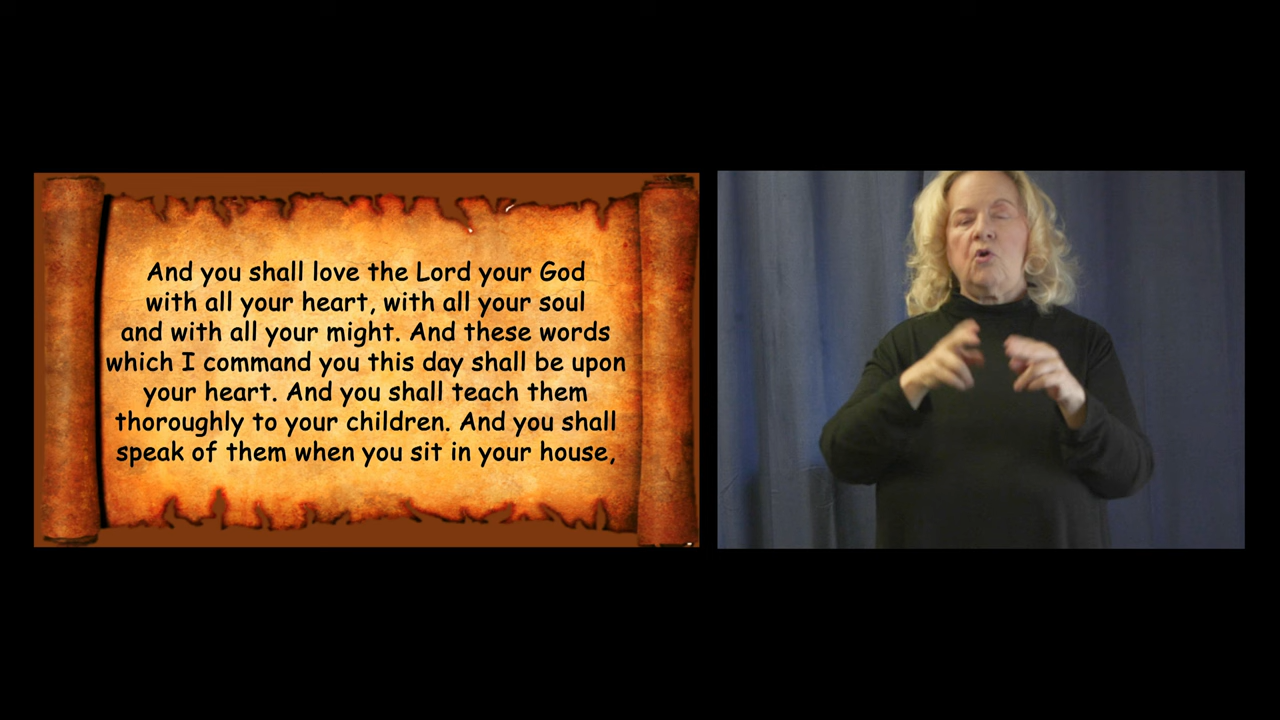 And you shall love the Lord your God
with all your heart, with all your soul
and with all your might. And these words
which I command you this day shall be upon
your heart. And you shall teach them
thoroughly to your children. And you shall
speak of them when you sit in your house,